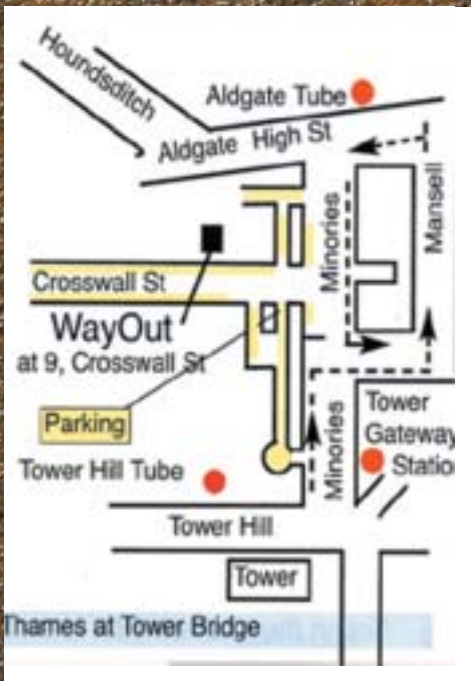 Houndsditch
Aldgate Tube
Aldgate High St
Minories
Mansell
Crosswall St
WayOut
at 9, Crosswall St
Parking
Tower
Gateway
Statio
Minories
Tower Hill Tube
Tower Hill
Tower
Thames at Tower Bridge